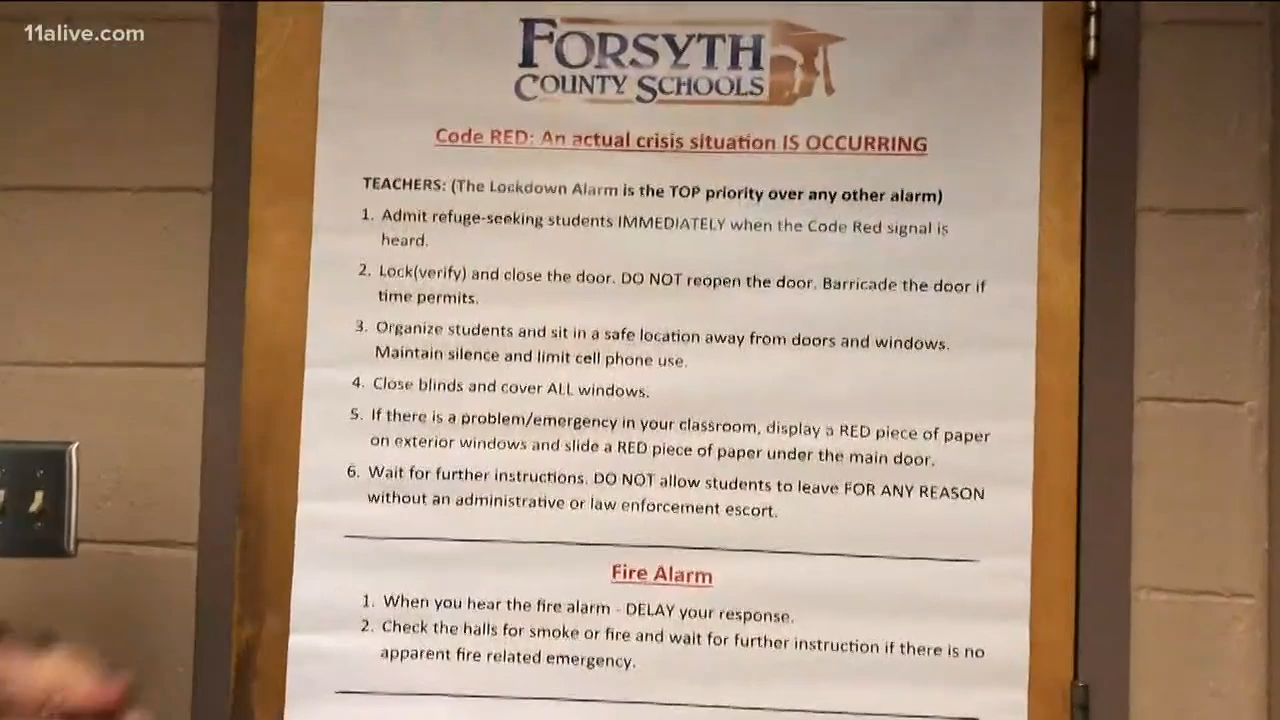 11alive.com
FORSYTH
COUNTY SCHOOLS
Code RED: An actual crisis situation IS OCCURRING
TEACHERS: (The Lockdown Alarm is the TOP priority over any other alarm)
1. Admit refuge-seeking students IMMEDIATELY when the Code Red signal is
heard.
2. Lock(verify) and close the door. DO NOT reopen the door. Barricade the door if
time permits.
3. Organize students and sit in a safe location away from doors and windows.
Maintain silence and limit cell phone use.
4. Close blinds and cover ALL windows.
5. If there is a problem/emergency in your classroom, display a RED piece of paper
on exterior windows and slide a RED piece of paper under the main door.
6. Wait for further instructions. DO NOT allow students to leave FOR ANY REASON
without an administrative or law enforcement escort.
Fire Alarm
1. When you hear the fire alarm - DELAY your response.
2. Check the halls for smoke or fire and wait for further instruction if there is no
apparent fire related emergency.